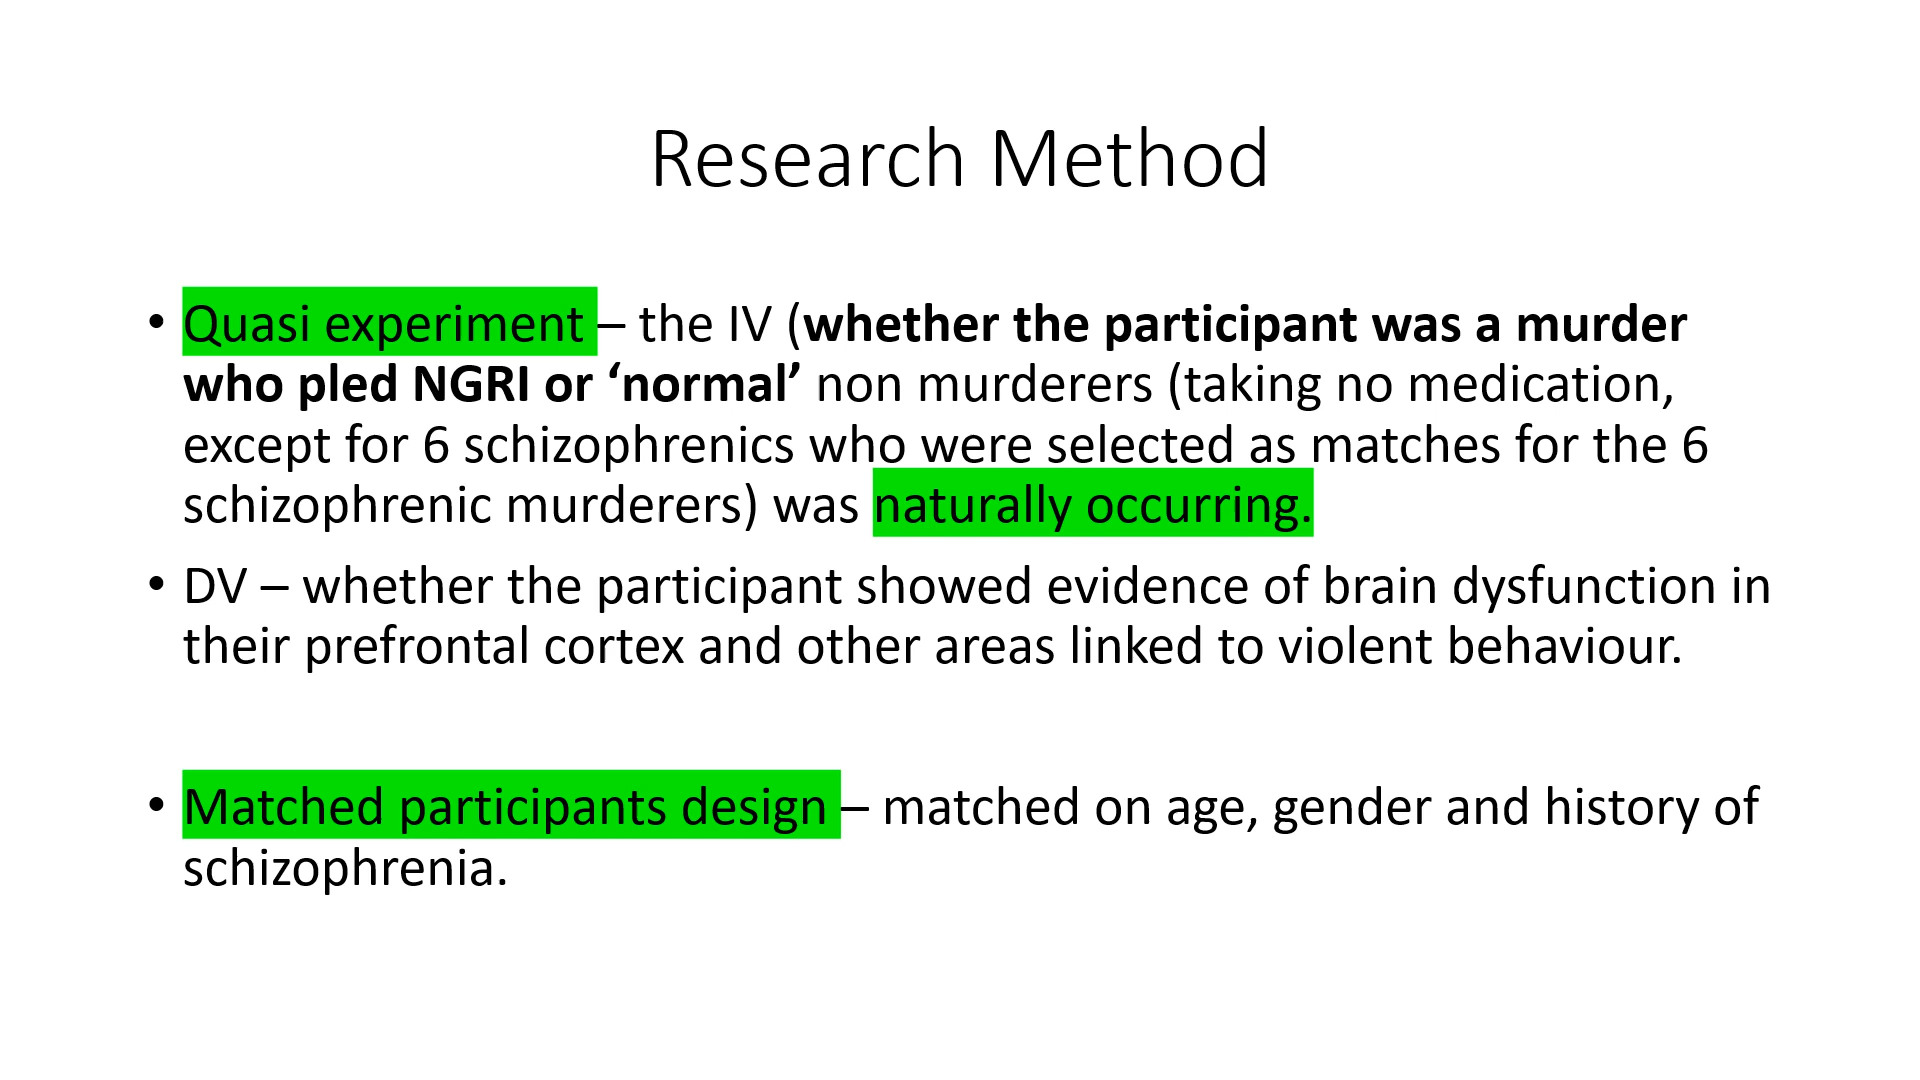 Research Method
• Quasi experiment – the IV (whether the participant was a murder
who pled NGRI or ‘normal’ non murderers (taking no medication,
except for 6 schizophrenics who were selected as matches for the 6
schizophrenic murderers) was naturally occurring.
• DV – whether the participant showed evidence of brain dysfunction in
their prefrontal cortex and other areas linked to violent behaviour.
• Matched participants design – matched on age, gender and history of
schizophrenia.